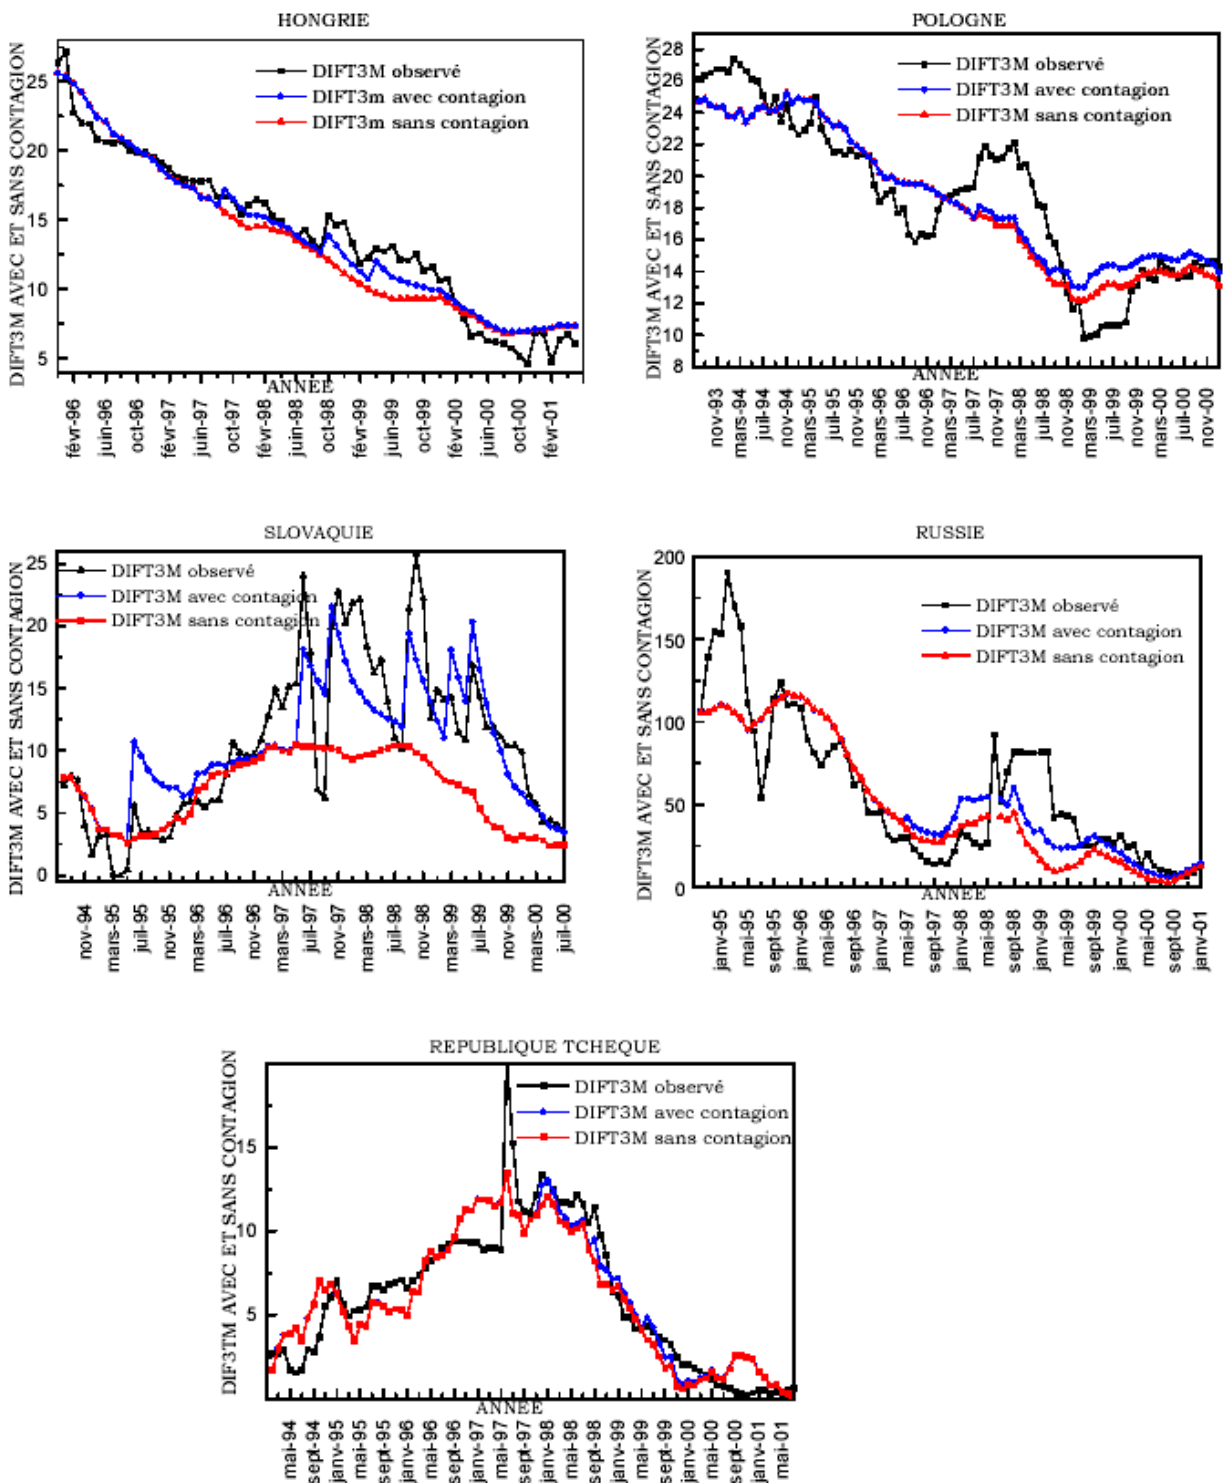 HONGRIE
DIFT3M AVEC ET SANS CONTAGION
25
20
15
10
5
DIFT3M observé
DIFT3m avec contagion
DIFT3m sans contagion
ANNEE
févr-96
juin-96
oct-96
févr-97
juin-97
oct-97
févr-98
juin-98
oct-98
juin-99
oct-99
févr-00
juin-00
oct-00
févr-01
POLOGNE
DIFT3M AVEC ET SANS CONTAGION
28
26
24
22
20
18
16
14
12
10
8
DIFT3M observé
DIFT3M avec contagion
DIFT3M sans contagion
ANNEE
nov-93
mars-94
juil-94
nov-94
mars-95
juil-95
nov-95
mars-96
juil-96
nov-96
mars-97
juil-97
nov-97
mars-98
juil-98
nov-98
mars-99
juil-99
nov-99
mars-00
juil-00
nov-00
SLOVAQUIE
DIFT3M AVEC ET SANS CONTAGION
25
20
15
10
5
0
DIFT3M observé
DIFT3M avec contagion
DIFT3M sans contagion
ANNEE
nov-94
mars-95
juil-95
nov-95
mars-96
juil-96
nov-96
mars-97
juil-97
nov-97
mars-98
juil-98
nov-98
mars-99
juil-99
nov-99
mars-00
juil-00
RUSSIE
DIFT3M AVEC ET SANS CONTAGION
200
150
100
50
0
DIFT3M observé
DIFT3M avec contagion
DIFT3M sans contagion
ANNEE
janv-95
mai-95
sept-95
janv-96
mai-96
sept-96
janv-97
mai-97
sept-97
janv-98
mai-98
sept-98
janv-99
mai-99
sept-99
janv-00
mai-00
sept-00
janv-01
REPUBLIQUE TCHEQUE
DIF3TM AVEC ET SANS CONTAGION
15
10
5
DIFT3M observé
DIFT3M avec contagion
DIFT3M sans contagion
ANNEE
mai-94
sept-94
janv-95
mai-95
sept-95
janv-96
mai-96
sept-96
janv-97
mai-97
sept-97
janv-98
mai-98
sept-98
janv-99
mai-99
sept-99
janv-00
mai-00
sept-00
janv-01
mai-01